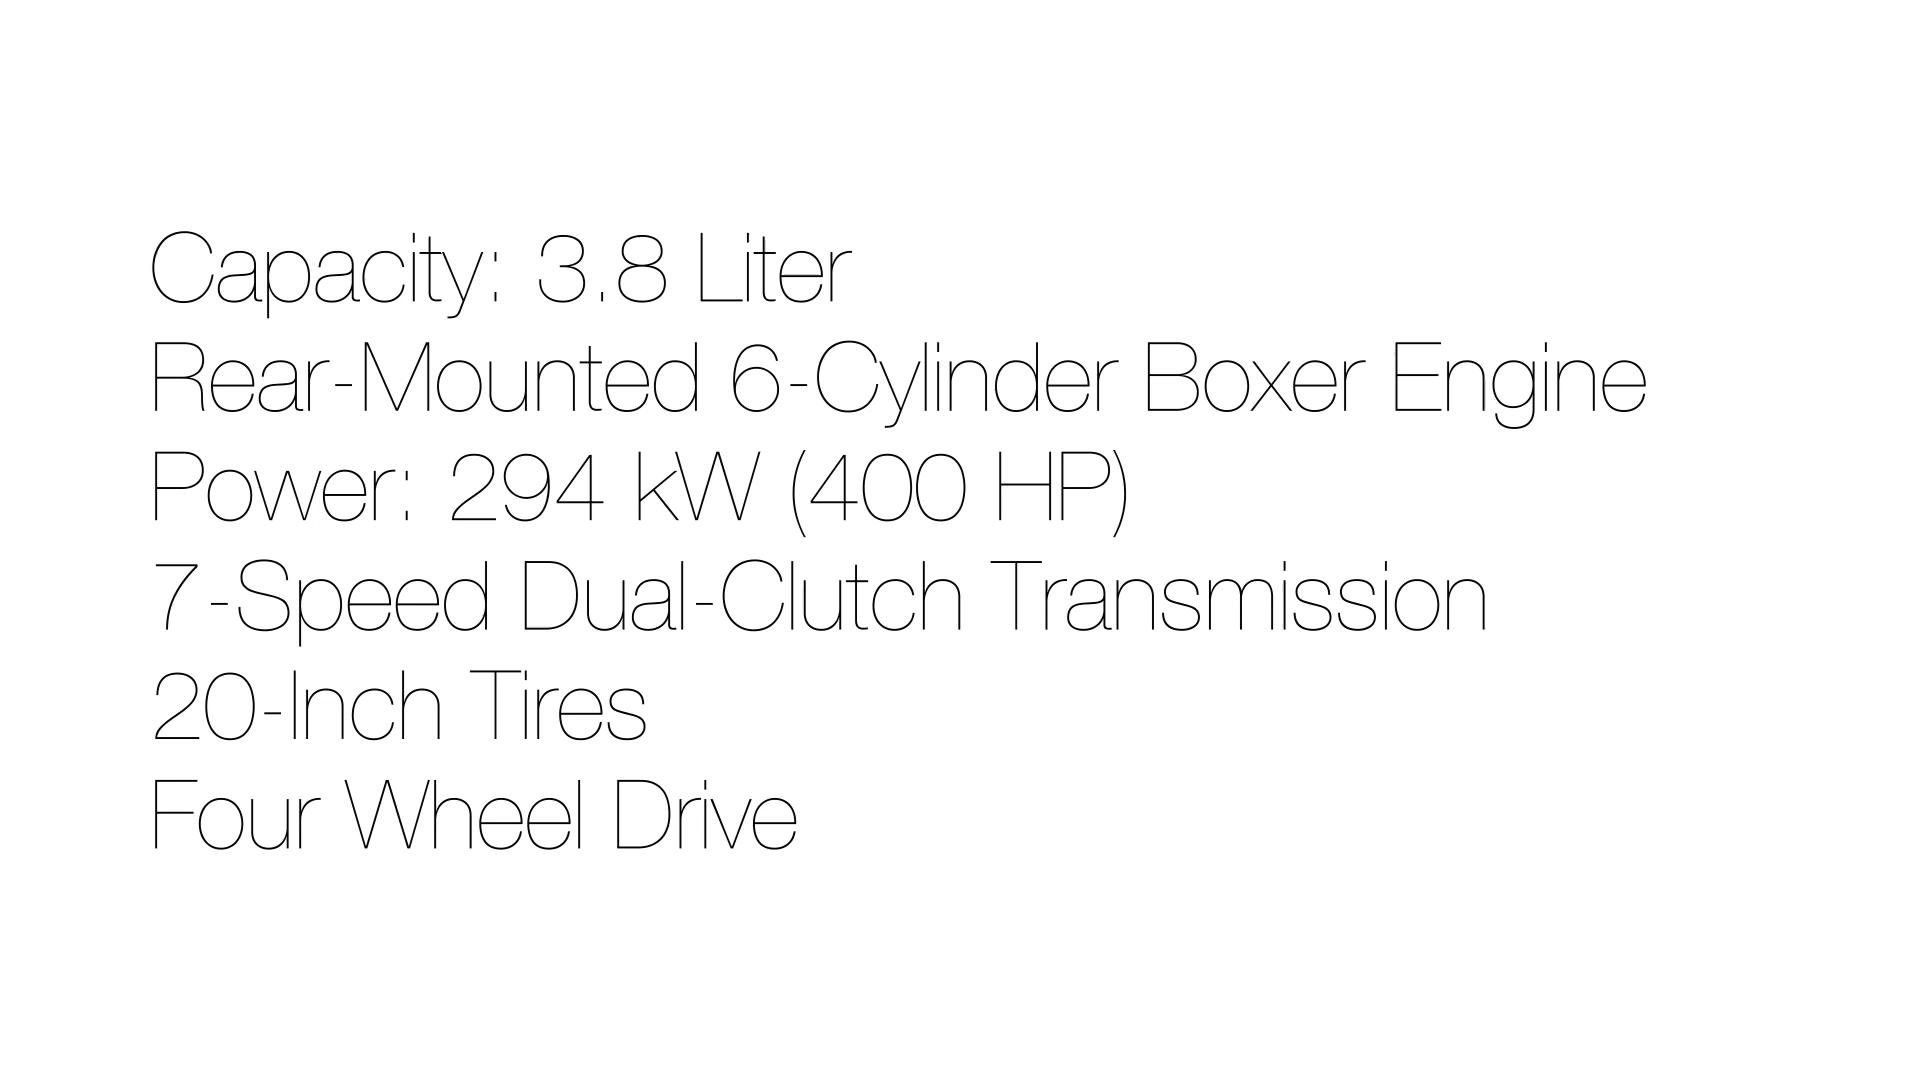 Capacity: 3.8 Liter
Rear-Mounted 6-Cylinder Boxer Engine
Power: 294 kW (400 HP)
7-Speed Dual-Clutch Transmission
20-Inch Tires
Four Wheel Drive